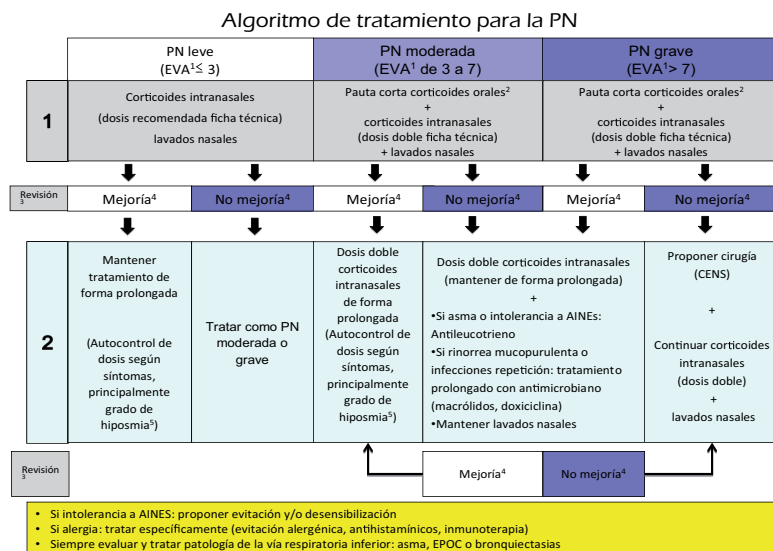 Algoritmo de tratamiento para la PN
PN leve
(EVA¹≤ 3)
PN moderada
(EVA¹ de 3 a 7)
PN grave
(EVA¹> 7)
1
Corticoides intranasales
(dosis recomendada ficha técnica)
lavados nasales
Pauta corta corticoides orales²
+
corticoides intranasales
(dosis doble ficha técnica)
+ lavados nasales
Pauta corta corticoides orales²
+
corticoides intranasales
(dosis doble ficha técnica)
+ lavados nasales
Revisión
3
Mejoría⁴
No mejoría⁴
Mejoría⁴
No mejoría⁴
Mejoría⁴
No mejoría⁴
2
Mantener
tratamiento de
forma prolongada
(Autocontrol de
dosis según
síntomas,
principalmente
grado de
hiposmia⁵)
Tratar como PN
moderada o
grave
Dosis doble
corticoides
intranasales
de forma
prolongada
(Autocontrol de
dosis según
síntomas,
principalmente
grado de
hiposmia⁵)
Dosis doble corticoides intranasales
(mantener de forma prolongada)
+
•Si asma o intolerancia a AINEs:
Antileucotrieno
•Si rinorrea mucopurulenta o
infecciones repetición: tratamiento
prolongado con antimicrobiano
(macrólidos, doxiciclina)
•Mantener lavados nasales
Proponer cirugía
(CENS)
+
Continuar corticoides
intranasales
(dosis doble)
+
lavados nasales
Revisión
3
Mejoría⁴
No mejoría⁴
• Si intolerancia a AINES: proponer evitación y/o desensibilización
• Si alergia: tratar específicamente (evitación alergénica, antihistamínicos, inmunoterapia)
• Siempre evaluar y tratar patología de la vía respiratoria inferior: asma, EPOC o bronquiectasias